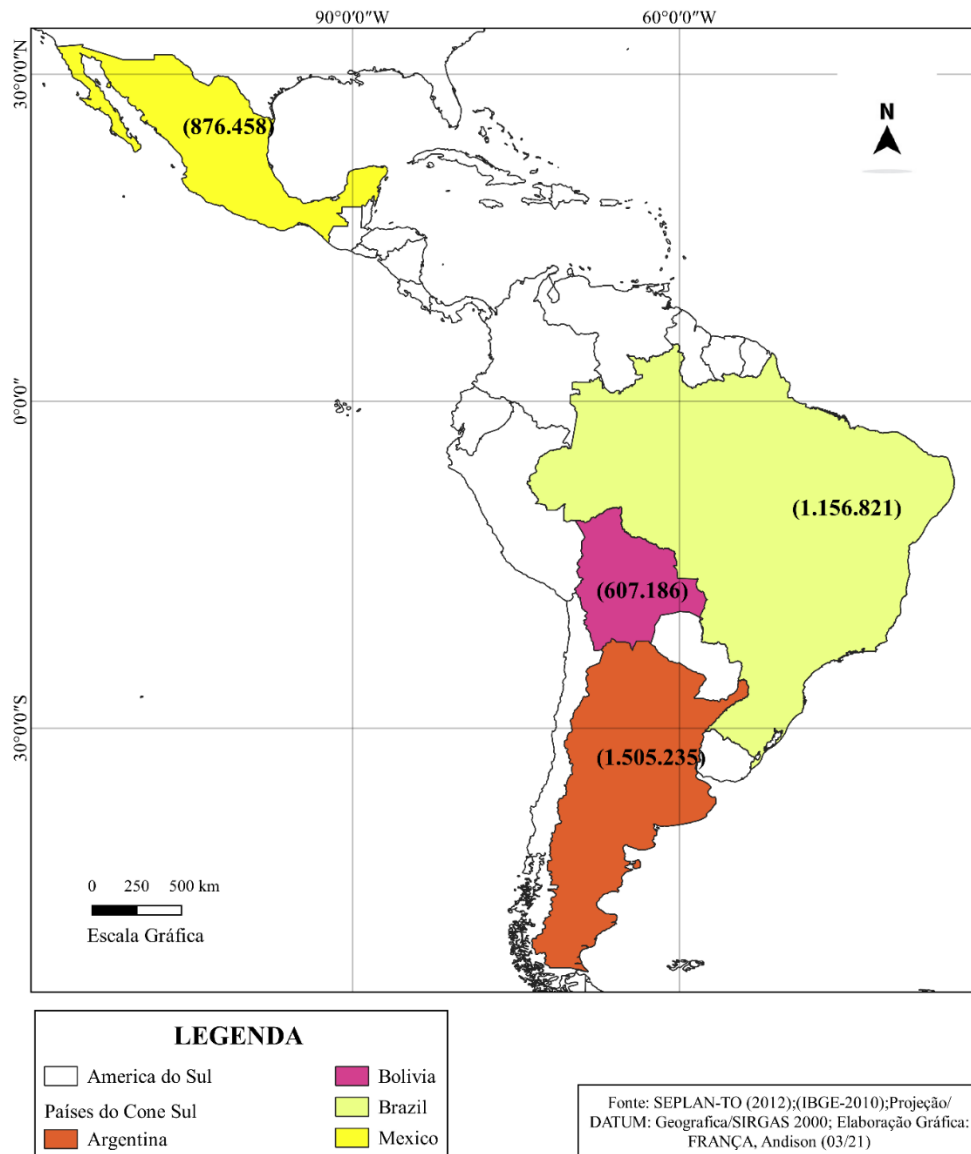 90°0'0"W 60°0'0"W
30°0'0"N
(876.458)
N
0°0'0"
(1.156.821)
(607.186)
30°0'0"S
(1.505.235)
0 250 500 km
Escala Gráfica
LEGENDA
America do Sul
Países do Cone Sul
Argentina
Bolivia
Brazil
Mexico
Fonte: SEPLAN-TO (2012);(IBGE-2010);Projeção/
DATUM: Geografica/SIRGAS 2000; Elaboração Gráfica:
FRANÇA, Andison (03/21)